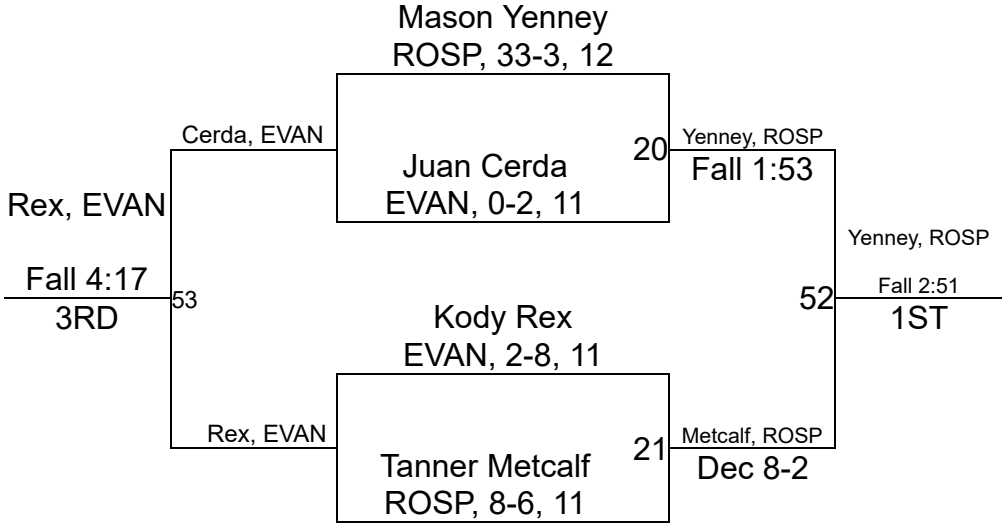 Mason Yenney
ROSP, 33-3, 12
Cerda, EVAN
20
Yenney, ROSP
Juan Cerda
Fall 1:53
EVAN, 0-2, 11
Rex, EVAN
Yenney, ROSP
Fall 4:17
53
52
Fall 2:51
3RD
1ST
Kody Rex
EVAN, 2-8, 11
Rex, EVAN
21
Metcalf, ROSP
Tanner Metcalf
Dec 8-2
ROSP, 8-6, 11